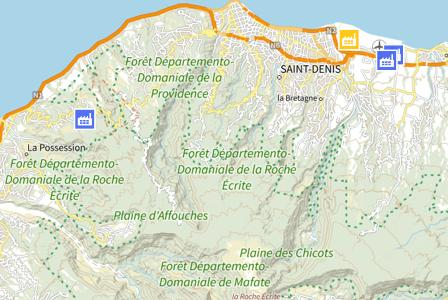 N2
N6
Forêt Départemento-
Domaniale de la
Providence
SAINT-DENIS
la Bretagne
N1
La Possession
Forêt Départemento-
Domaniale de la Roche
Écrite
Forêt Départemento-
Domaniale de la Roche
Écrite
Plaine d'Affouches
Plaine des Chicots
Forêt Départemento-
Domaniale de Mafate
la Roche Écrite